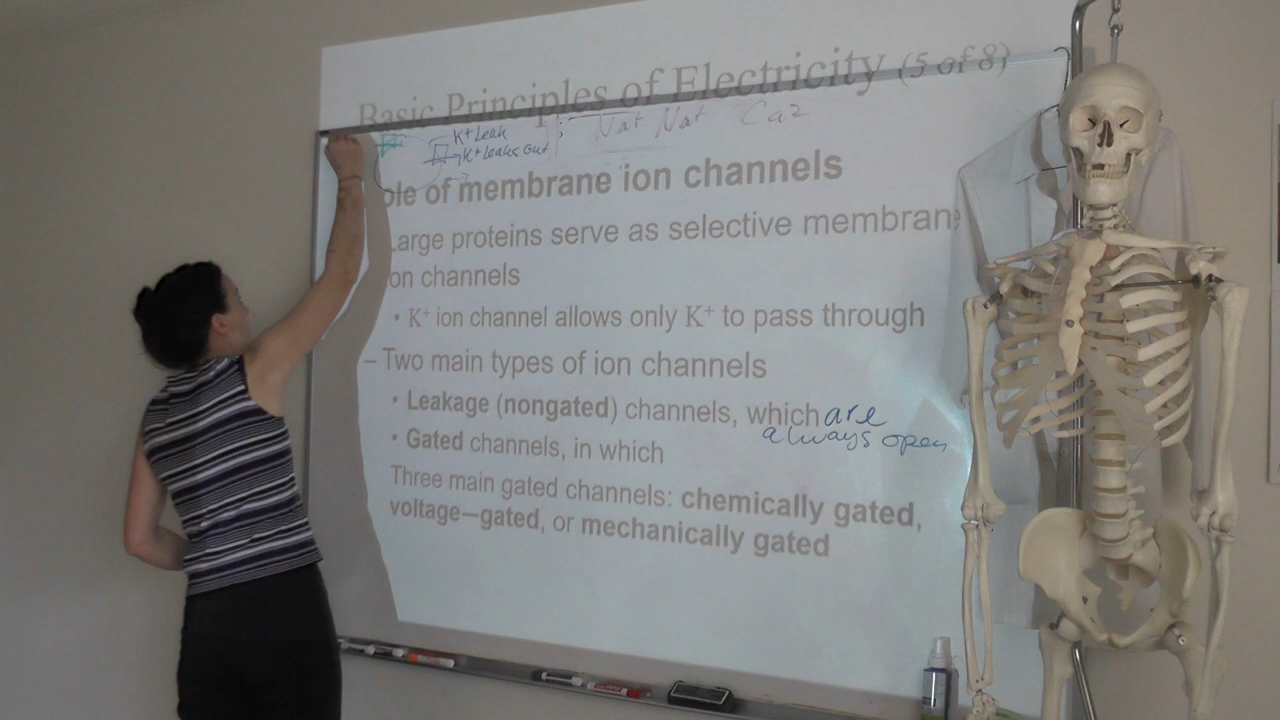 Basic Principles of Electricity (5 of 8)
K+ Leak
K+ Leaks out
Na+ Na+ Ca2
ole of membrane ion channels
Large proteins serve as selective membrane
ion channels
• K+ ion channel allows only K+ to pass through
– Two main types of ion channels
• Leakage (nongated) channels, which are
always open
• Gated channels, in which
Three main gated channels: chemically gated,
voltage–gated, or mechanically gated